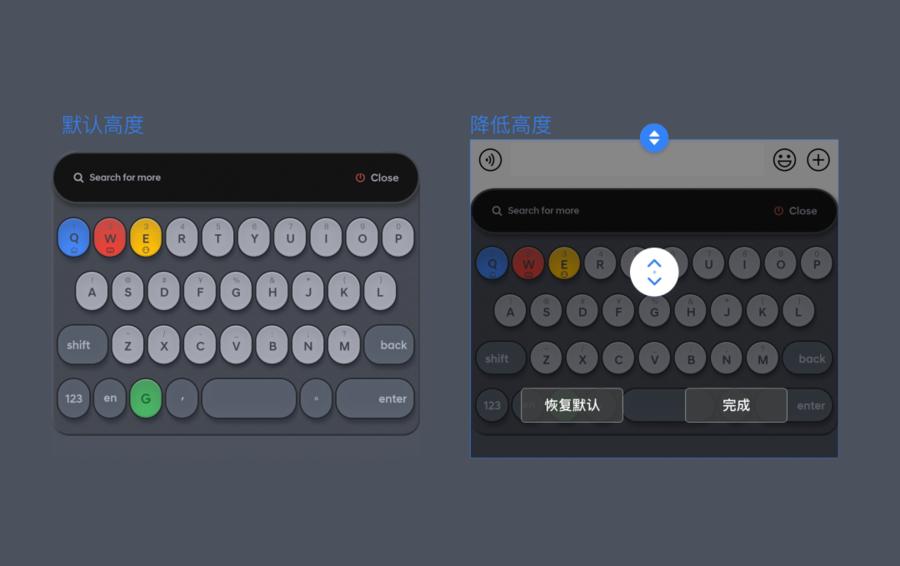 默认高度
Search for more
Close
1 2 3 4 5 6 7 8 9 0
Q W E R T Y U I O P
A S D F G H J K L
shift Z X C V B N M back
123 en G , 。 enter
降低高度
Search for more
Close
Q W E R U I O P
A S D F G H J K L
shift Z X C V B N M back
123 enter
恢复默认
完成